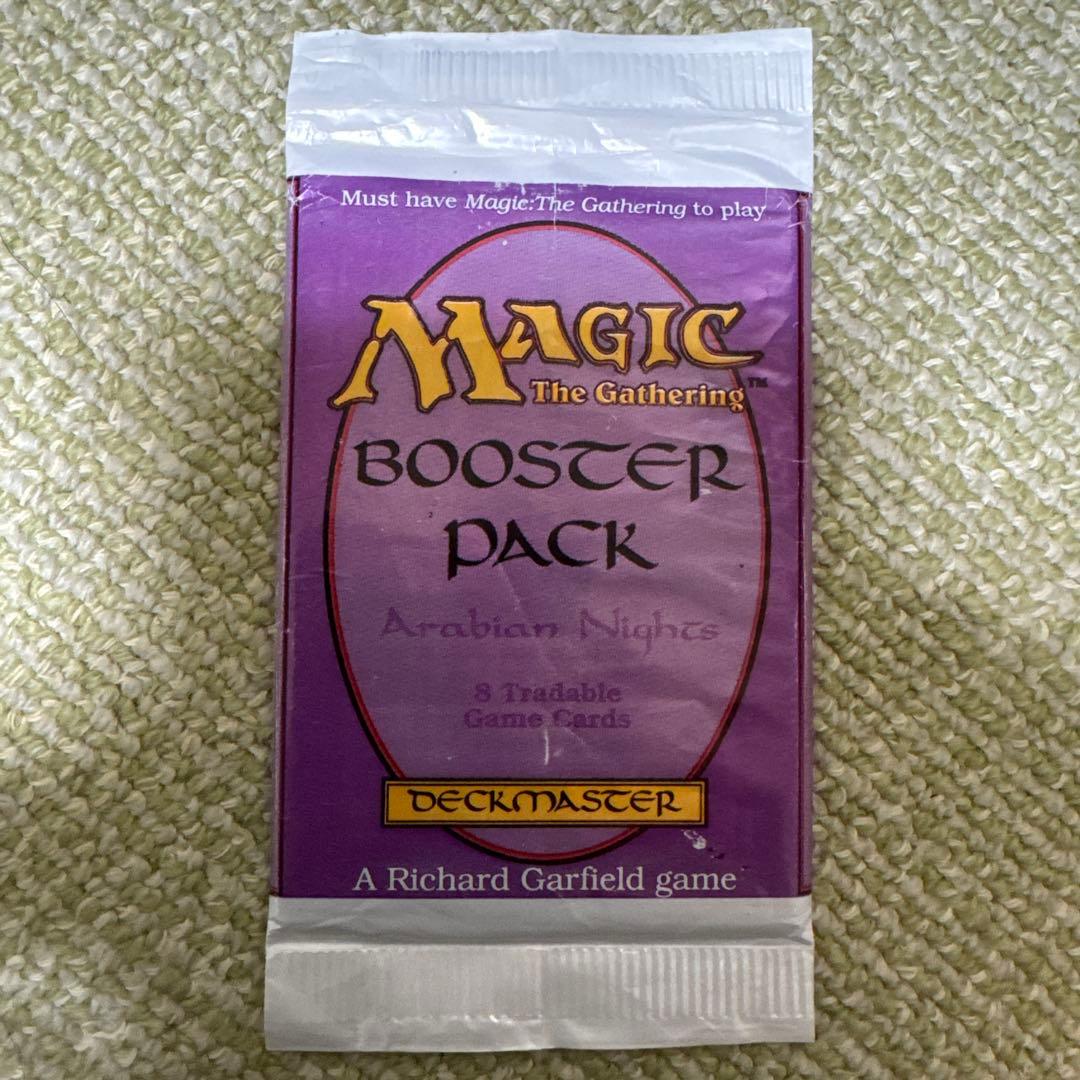 Must have Magic:The Gathering to play
MAGIC
The Gathering™
BOOSTER
PACK
Arabian Nights
8 Tradable
Game Cards
DECKMASTER
A Richard Garfield game